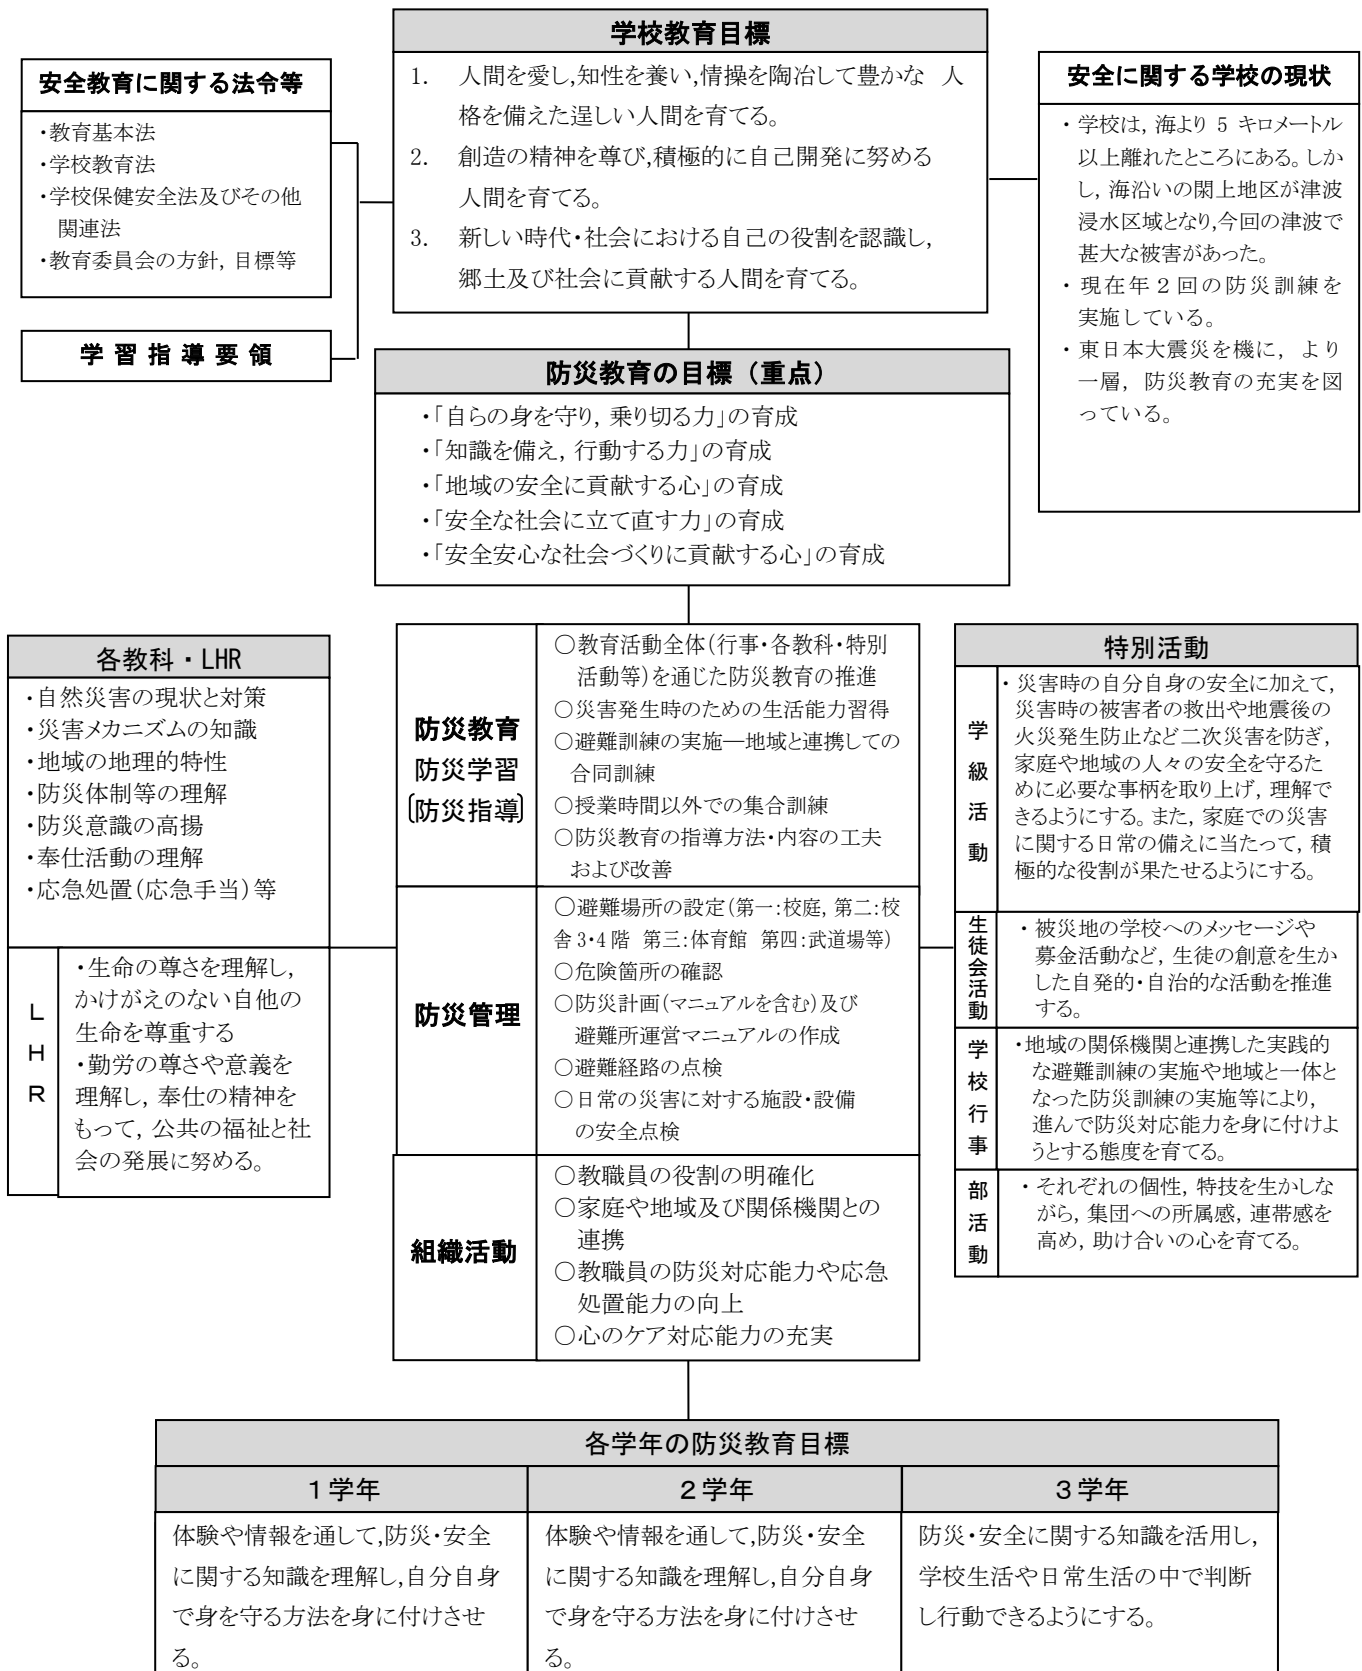 学校教育目標
1. 人間を愛し,知性を養い,情操を陶冶して豊かな 人
格を備えた逞しい人間を育てる。
2. 創造の精神を尊び,積極的に自己開発に努める
人間を育てる。
3. 新しい時代・社会における自己の役割を認識し,
郷土及び社会に貢献する人間を育てる。
安全教育に関する法令等
・教育基本法
・学校教育法
・学校保健安全法及びその他
関連法
・教育委員会の方針, 目標等
学 習 指 導 要 領
安全に関する学校の現状
・ 学校は, 海より 5 キロメートル
以上離れたところにある。しか
し, 海沿いの閖上地区が津波
浸水区域となり,今回の津波で
甚大な被害があった。
・ 現在年２回の防災訓練を
実施している。
・ 東日本大震災を機に, より
一層, 防災教育の充実を図
っている。
防災教育の目標（重点）
・「自らの身を守り, 乗り切る力」の育成
・「知識を備え, 行動する力」の育成
・「地域の安全に貢献する心」の育成
・「安全な社会に立て直す力」の育成
・「安全安心な社会づくりに貢献する心」の育成
各教科・LHR
・自然災害の現状と対策
・災害メカニズムの知識
・地域の地理的特性
・防災体制等の理解
・防災意識の高揚
・奉仕活動の理解
・応急処置(応急手当)等
ＬＨＲ
・生命の尊さを理解し,
かけがえのない自他の
生命を尊重する
・勤労の尊さや意義を
理解し, 奉仕の精神を
もって, 公共の福祉と社
会の発展に努める。
防災教育
防災学習
〔防災指導〕
○教育活動全体(行事・各教科・特別
活動等)を通じた防災教育の推進
○災害発生時のための生活能力習得
○避難訓練の実施―地域と連携しての
合同訓練
○授業時間以外での集合訓練
○防災教育の指導方法・内容の工夫
および改善
防災管理
○避難場所の設定(第一:校庭, 第二:校
舎 3・4 階 第三:体育館 第四:武道場等)
○危険箇所の確認
○防災計画(マニュアルを含む)及び
避難所運営マニュアルの作成
○避難経路の点検
○日常の災害に対する施設・設備
の安全点検
組織活動
○教職員の役割の明確化
○家庭や地域及び関係機関との
連携
○教職員の防災対応能力や応急
処置能力の向上
○心のケア対応能力の充実
特別活動
学級活動
・ 災害時の自分自身の安全に加えて,
災害時の被害者の救出や地震後の
火災発生防止など二次災害を防ぎ,
家庭や地域の人々の安全を守るた
めに必要な事柄を取り上げ, 理解で
きるようにする。また, 家庭での災害
に関する日常の備えに当たって, 積
極的な役割が果たせるようにする。
生徒会活動
・ 被災地の学校へのメッセージや
募金活動など, 生徒の創意を生か
した自発的・自治的な活動を推進
する。
学校行事
・地域の関係機関と連携した実践的
な避難訓練の実施や地域と一体と
なった防災訓練の実施等により,
進んで防災対応能力を身に付けよ
うとする態度を育てる。
部活動
・ それぞれの個性, 特技を生かしな
がら, 集団への所属感, 連帯感を
高め, 助け合いの心を育てる。
各学年の防災教育目標
１学年
体験や情報を通して,防災・安全
に関する知識を理解し,自分自身
で身を守る方法を身に付けさせ
る。
２学年
体験や情報を通して,防災・安全
に関する知識を理解し,自分自身
で身を守る方法を身に付けさせ
る。
３学年
防災・安全に関する知識を活用し,
学校生活や日常生活の中で判断
し行動できるようにする。